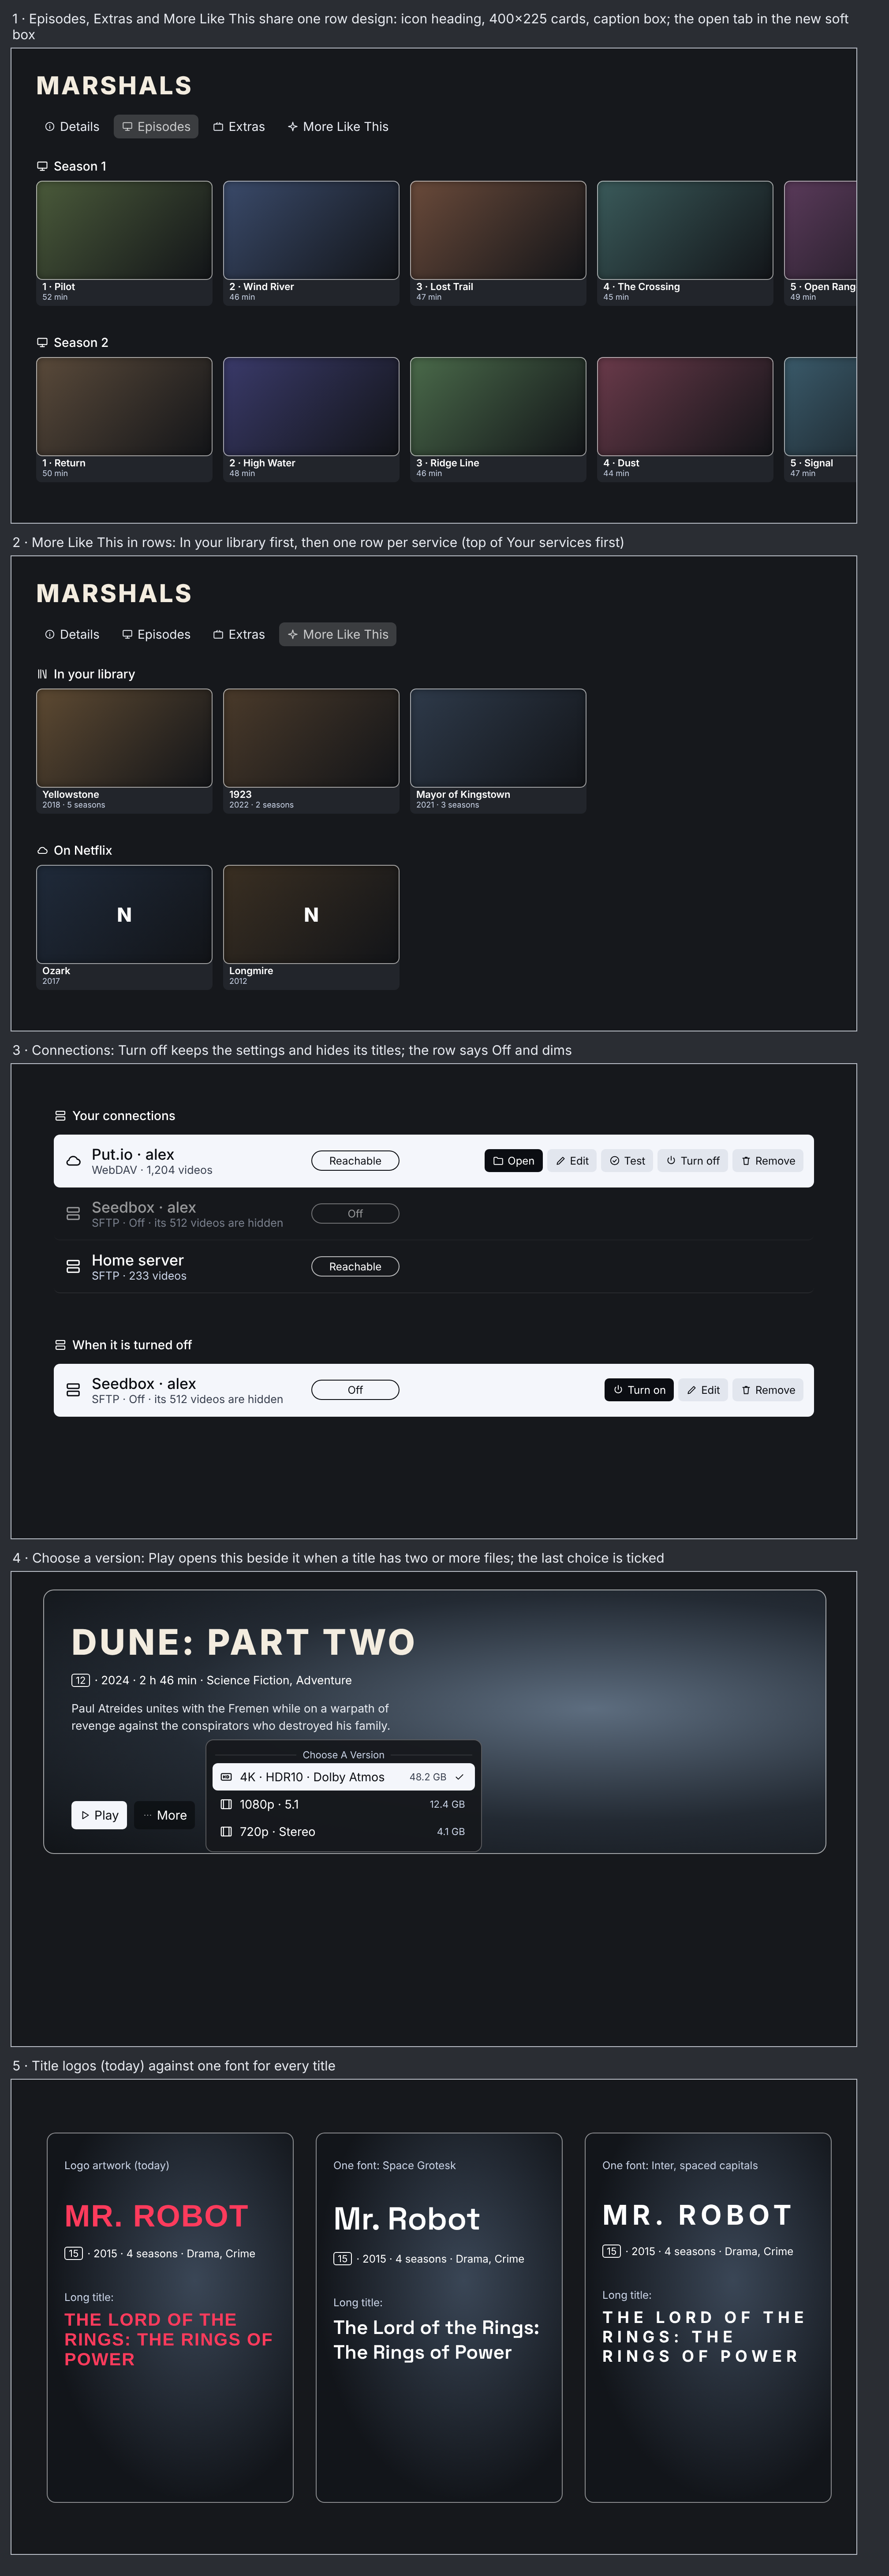 1 · Episodes, Extras and More Like This share one row design: icon heading, 400×225 cards, caption box; the open tab in the new soft
box
MARSHALS
Details Episodes Extras More Like This
Season 1
1 · Pilot 2 · Wind River 3 · Lost Trail 4 · The Crossing 5 · Open Rang
52 min 46 min 47 min 45 min 49 min
Season 2
1 · Return 2 · High Water 3 · Ridge Line 4 · Dust 5 · Signal
50 min 48 min 46 min 44 min 47 min
2 · More Like This in rows: In your library first, then one row per service (top of Your services first)
MARSHALS
Details Episodes Extras More Like This
In your library
Yellowstone 1923 Mayor of Kingstown
2018 · 5 seasons 2022 · 2 seasons 2021 · 3 seasons
On Netflix
N N
Ozark Longmire
2017 2012
3 · Connections: Turn off keeps the settings and hides its titles; the row says Off and dims
Your connections
Put.io · alex Reachable Open Edit Test Turn off Remove
WebDAV · 1,204 videos
Seedbox · alex Off
SFTP · Off · its 512 videos are hidden
Home server Reachable
SFTP · 233 videos
When it is turned off
Seedbox · alex Off Turn on Edit Remove
SFTP · Off · its 512 videos are hidden
4 · Choose a version: Play opens this beside it when a title has two or more files; the last choice is ticked
DUNE: PART TWO
12 · 2024 · 2 h 46 min · Science Fiction, Adventure
Paul Atreides unites with the Fremen while on a warpath of
revenge against the conspirators who destroyed his family.
Choose A Version
HD 4K · HDR10 · Dolby Atmos 48.2 GB
1080p · 5.1 12.4 GB
720p · Stereo 4.1 GB
Play More
5 · Title logos (today) against one font for every title
Logo artwork (today)
MR. ROBOT
15 · 2015 · 4 seasons · Drama, Crime
Long title:
THE LORD OF THE
RINGS: THE RINGS OF
POWER
One font: Space Grotesk
Mr. Robot
15 · 2015 · 4 seasons · Drama, Crime
Long title:
The Lord of the Rings:
The Rings of Power
One font: Inter, spaced capitals
MR. ROBOT
15 · 2015 · 4 seasons · Drama, Crime
Long title:
THE LORD OF THE
RINGS: THE
RINGS OF POWER